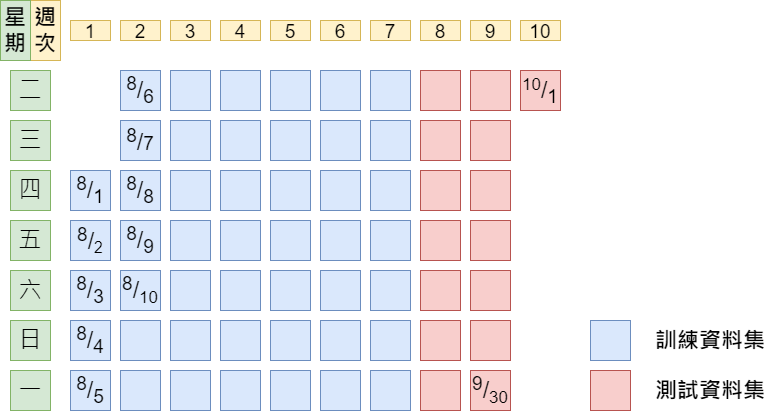 星期 週次 1 2 3 4 5 6 7 8 9 10
二 8/6 10/1
三 8/7
四 8/1 8/8
五 8/2 8/9
六 8/3 8/10
日 8/4 訓練資料集
一 8/5 9/30 測試資料集